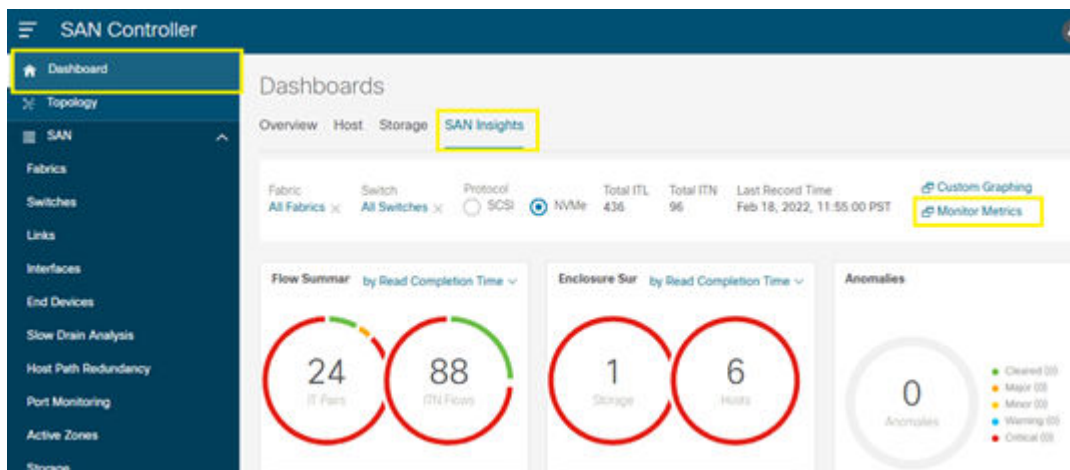 SAN Controller
Dashboard
Topology
SAN
Fabrics
Switches
Links
Interfaces
End Devices
Slow Drain Analysis
Host Path Redundancy
Port Monitoring
Active Zones
Storage
Dashboards
Overview Host Storage SAN Insights
Fabric Switch Protocol Total ITL Total ITN Last Record Time
All Fabrics × All Switches × SCSI NVMe 436 96 Feb 18, 2022, 11:55:00 PST
Custom Graphing
Monitor Metrics
Flow Summar by Read Completion Time
24
IT Pairs
88
ITN Flows
Enclosure Sur by Read Completion Time
1
Storage
6
Hosts
Anomalies
0
Anomalies
Cleared (0)
Major (0)
Minor (0)
Warning (0)
Critical (0)